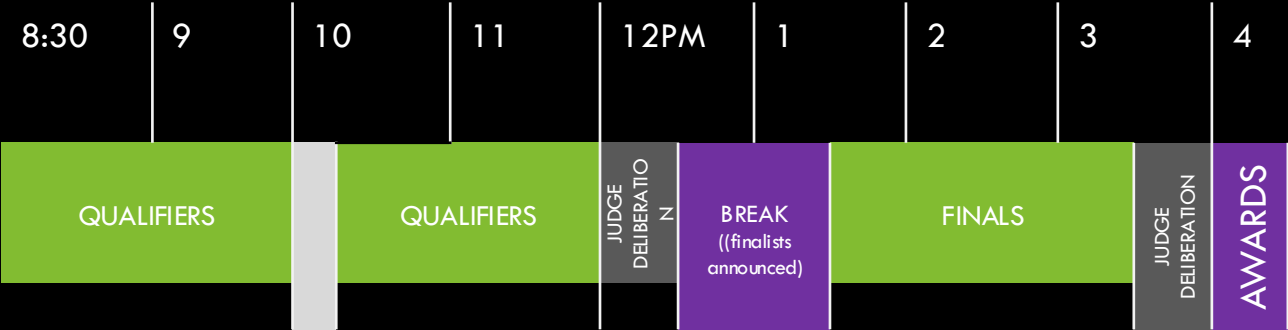 8:30 9 10 11 12PM 1 2 3 4
QUALIFIERS
QUALIFIERS
JUDGE
DELIBERATIO
N
BREAK
((finalists
announced)
FINALS
JUDGE
DELIBERATION
AWARDS